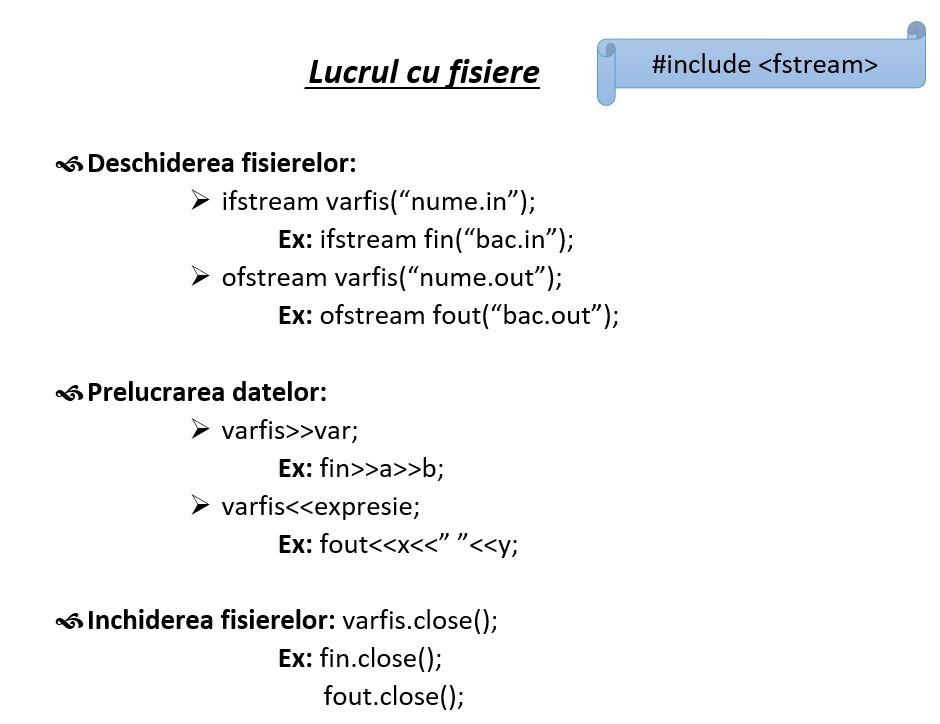 Lucrul cu fisiere
#include <fstream>
Deschiderea fisierelor:
ifstream varfis(“nume.in”);
Ex: ifstream fin(“bac.in”);
ofstream varfis(“nume.out”);
Ex: ofstream fout(“bac.out”);
Prelucrarea datelor:
varfis>>var;
Ex: fin>>a>>b;
varfis<<expresie;
Ex: fout<<x<<” ”<<y;
Inchiderea fisierelor: varfis.close();
Ex: fin.close();
fout.close();